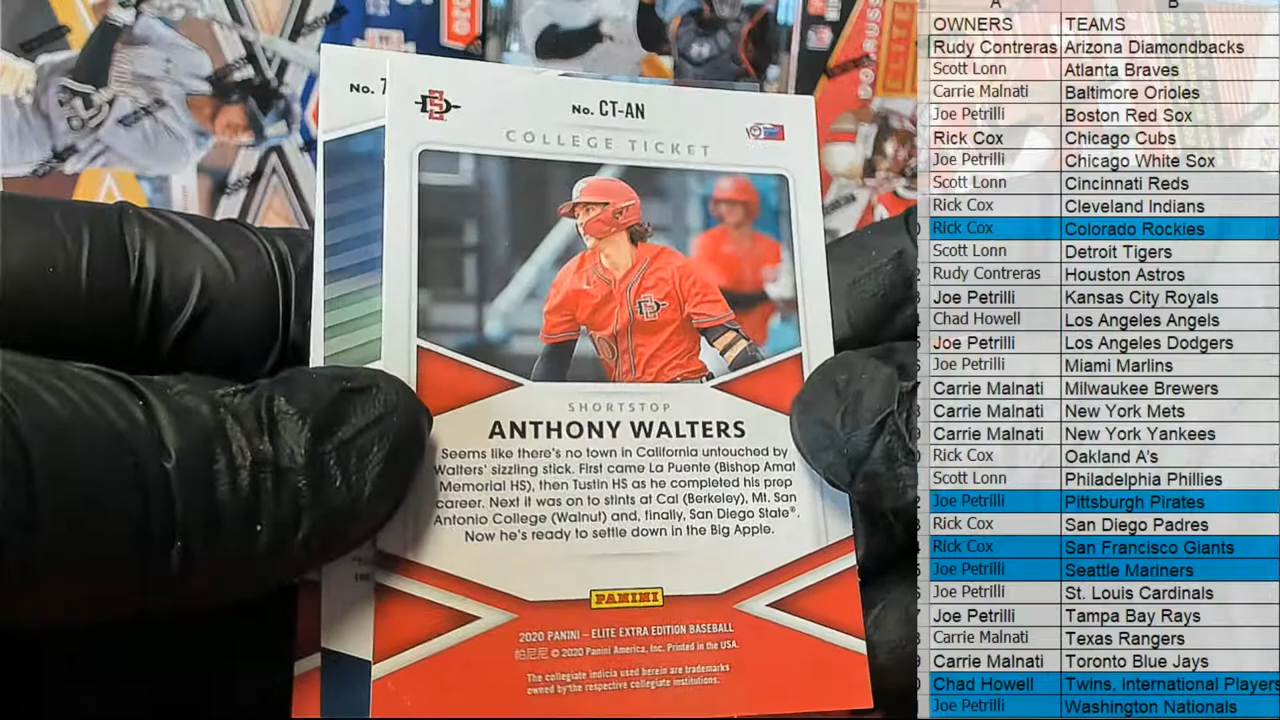 No. 7
No. CT-AN
COLLEGE TICKET
SD
SHORTSTOP
ANTHONY WALTERS
Seems like there's no town in California untouched by
Walters' sizzling stick. First came La Puente (Bishop Amat
Memorial HS), then Tustin HS as he completed his prep
career. Next it was on to stints at Cal (Berkeley), Mt. San
Antonio College (Walnut) and, finally, San Diego State®.
Now he's ready to settle down in the Big Apple.
PANINI
2020 PANINI – ELITE EXTRA EDITION BASEBALL
帕尼尼 © 2020 Panini America, Inc. Printed in the USA.
The collegiate indicia used herein are trademarks
owned by the respective collegiate institutions.
ELITE
A B
OWNERS TEAMS
Rudy Contreras Arizona Diamondbacks
Scott Lonn Atlanta Braves
Carrie Malnati Baltimore Orioles
Joe Petrilli Boston Red Sox
Rick Cox Chicago Cubs
Joe Petrilli Chicago White Sox
Scott Lonn Cincinnati Reds
Rick Cox Cleveland Indians
Rick Cox Colorado Rockies
Scott Lonn Detroit Tigers
Rudy Contreras Houston Astros
Joe Petrilli Kansas City Royals
Chad Howell Los Angeles Angels
Joe Petrilli Los Angeles Dodgers
Joe Petrilli Miami Marlins
Carrie Malnati Milwaukee Brewers
Carrie Malnati New York Mets
Carrie Malnati New York Yankees
Rick Cox Oakland A's
Scott Lonn Philadelphia Phillies
Joe Petrilli Pittsburgh Pirates
Rick Cox San Diego Padres
Rick Cox San Francisco Giants
Joe Petrilli Seattle Mariners
Joe Petrilli St. Louis Cardinals
Joe Petrilli Tampa Bay Rays
Carrie Malnati Texas Rangers
Carrie Malnati Toronto Blue Jays
Chad Howell Twins, International Players
Joe Petrilli Washington Nationals